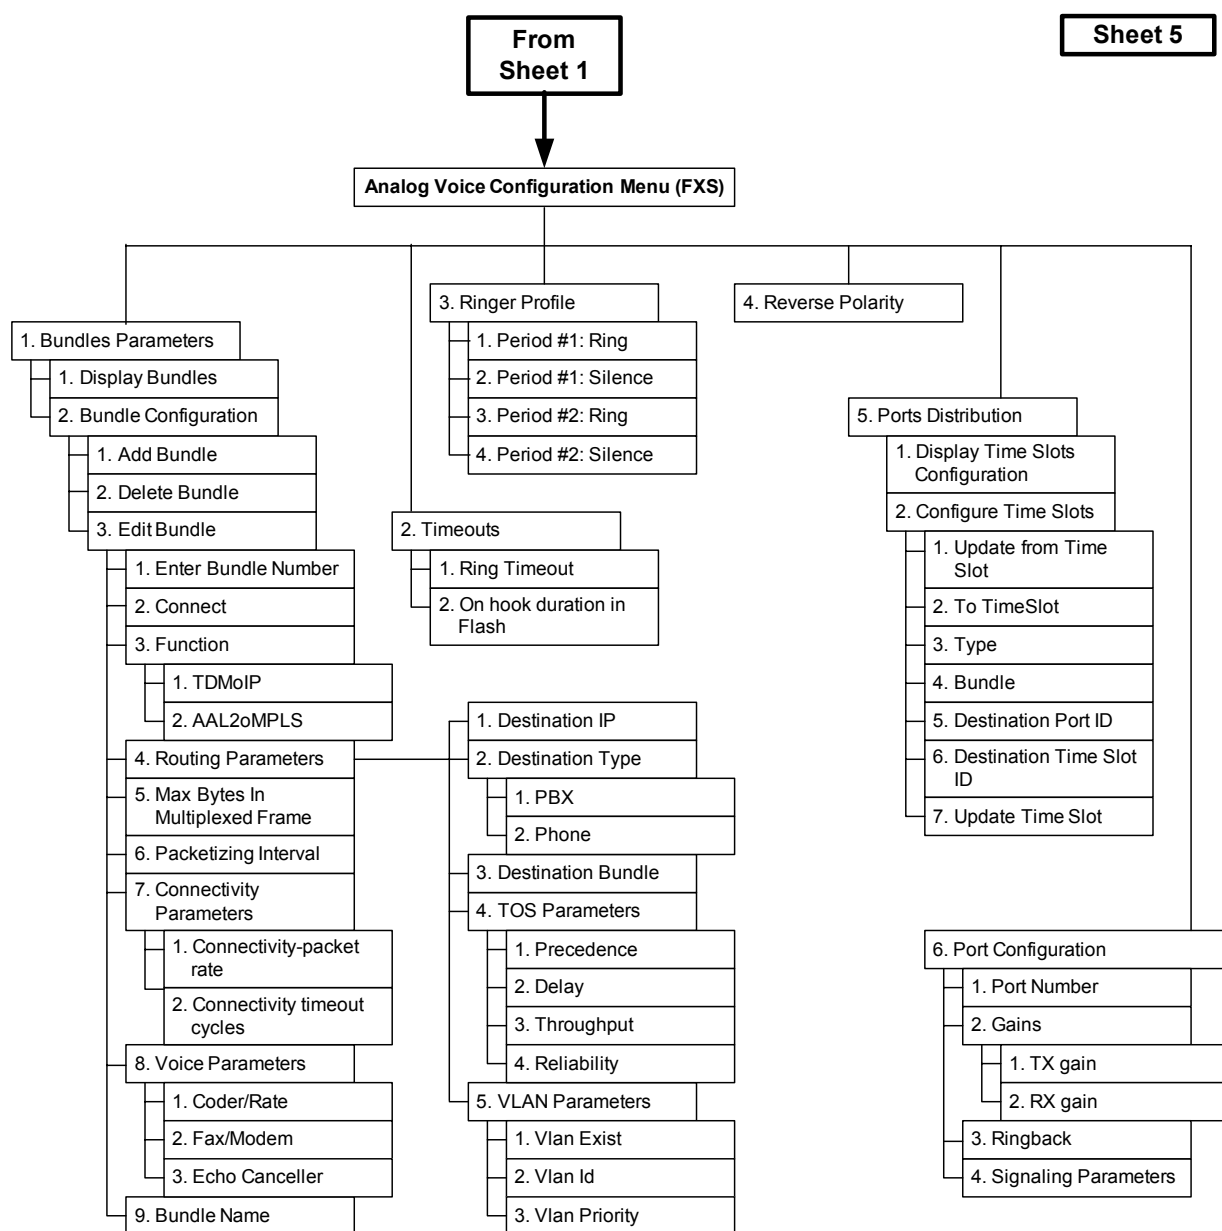 From
Sheet 1
Sheet 5
Analog Voice Configuration Menu (FXS)
1. Bundles Parameters
1. Display Bundles
2. Bundle Configuration
1. Add Bundle
2. Delete Bundle
3. Edit Bundle
1. Enter Bundle Number
2. Connect
3. Function
1. TDMoIP
2. AAL2oMPLS
4. Routing Parameters
5. Max Bytes In
Multiplexed Frame
6. Packetizing Interval
7. Connectivity
Parameters
1. Connectivity-packet
rate
2. Connectivity timeout
cycles
8. Voice Parameters
1. Coder/Rate
2. Fax/Modem
3. Echo Canceller
9. Bundle Name
1. Destination IP
2. Destination Type
1. PBX
2. Phone
3. Destination Bundle
4. TOS Parameters
1. Precedence
2. Delay
3. Throughput
4. Reliability
5. VLAN Parameters
1. Vlan Exist
2. Vlan Id
3. Vlan Priority
2. Timeouts
1. Ring Timeout
2. On hook duration in
Flash
3. Ringer Profile
1. Period #1: Ring
2. Period #1: Silence
3. Period #2: Ring
4. Period #2: Silence
4. Reverse Polarity
5. Ports Distribution
1. Display Time Slots
Configuration
2. Configure Time Slots
1. Update from Time
Slot
2. To TimeSlot
3. Type
4. Bundle
5. Destination Port ID
6. Destination Time Slot
ID
7. Update Time Slot
6. Port Configuration
1. Port Number
2. Gains
1. TX gain
2. RX gain
3. Ringback
4. Signaling Parameters